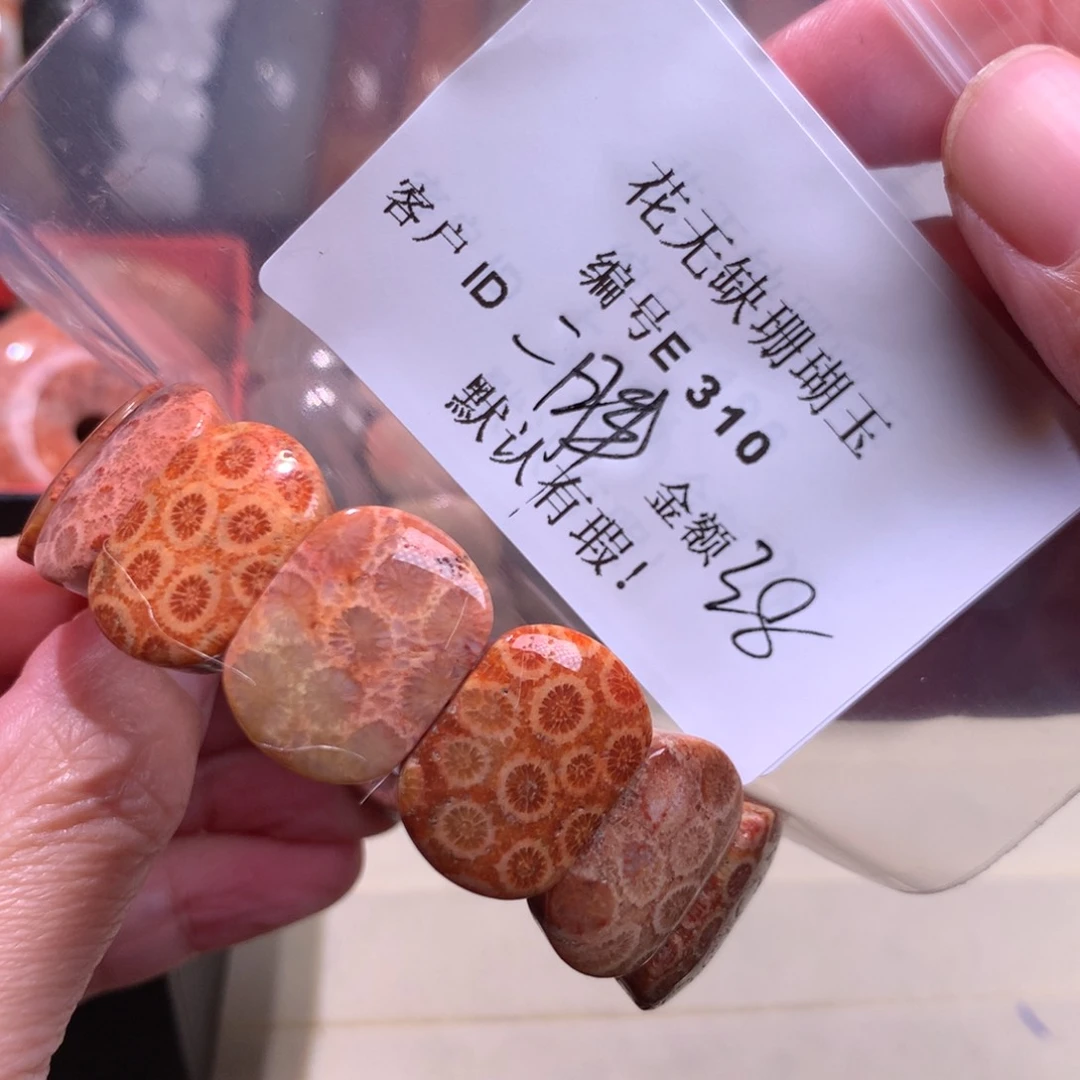 花无缺珊瑚玉
编号E 310
客户ID 二
金额
默认有瑕！